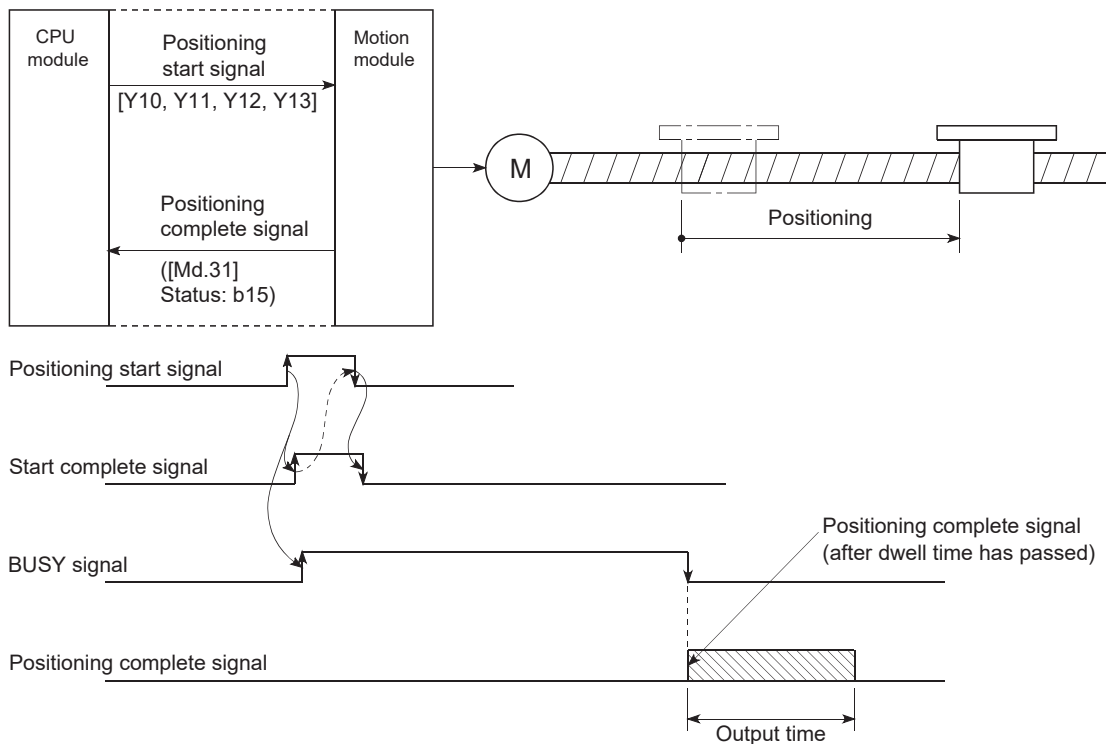 CPU
module
Positioning
start signal
[Y10, Y11, Y12, Y13]
Motion
module
M
Positioning
Positioning
complete signal
([Md.31]
Status: b15)
Positioning start signal
Start complete signal
BUSY signal
Positioning complete signal
(after dwell time has passed)
Positioning complete signal
Output time